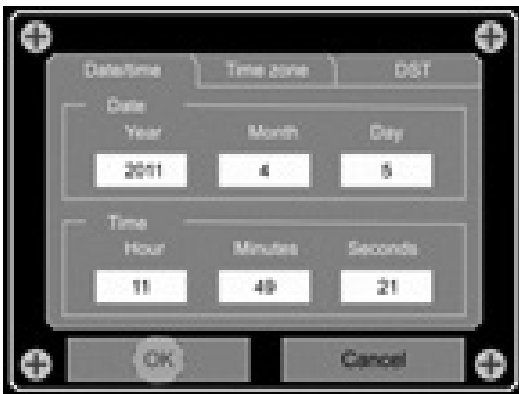 Date/time Time zone DST
Date
Year Month Day
2011 4 5
Time
Hour Minutes Seconds
11 49 21
OK Cancel